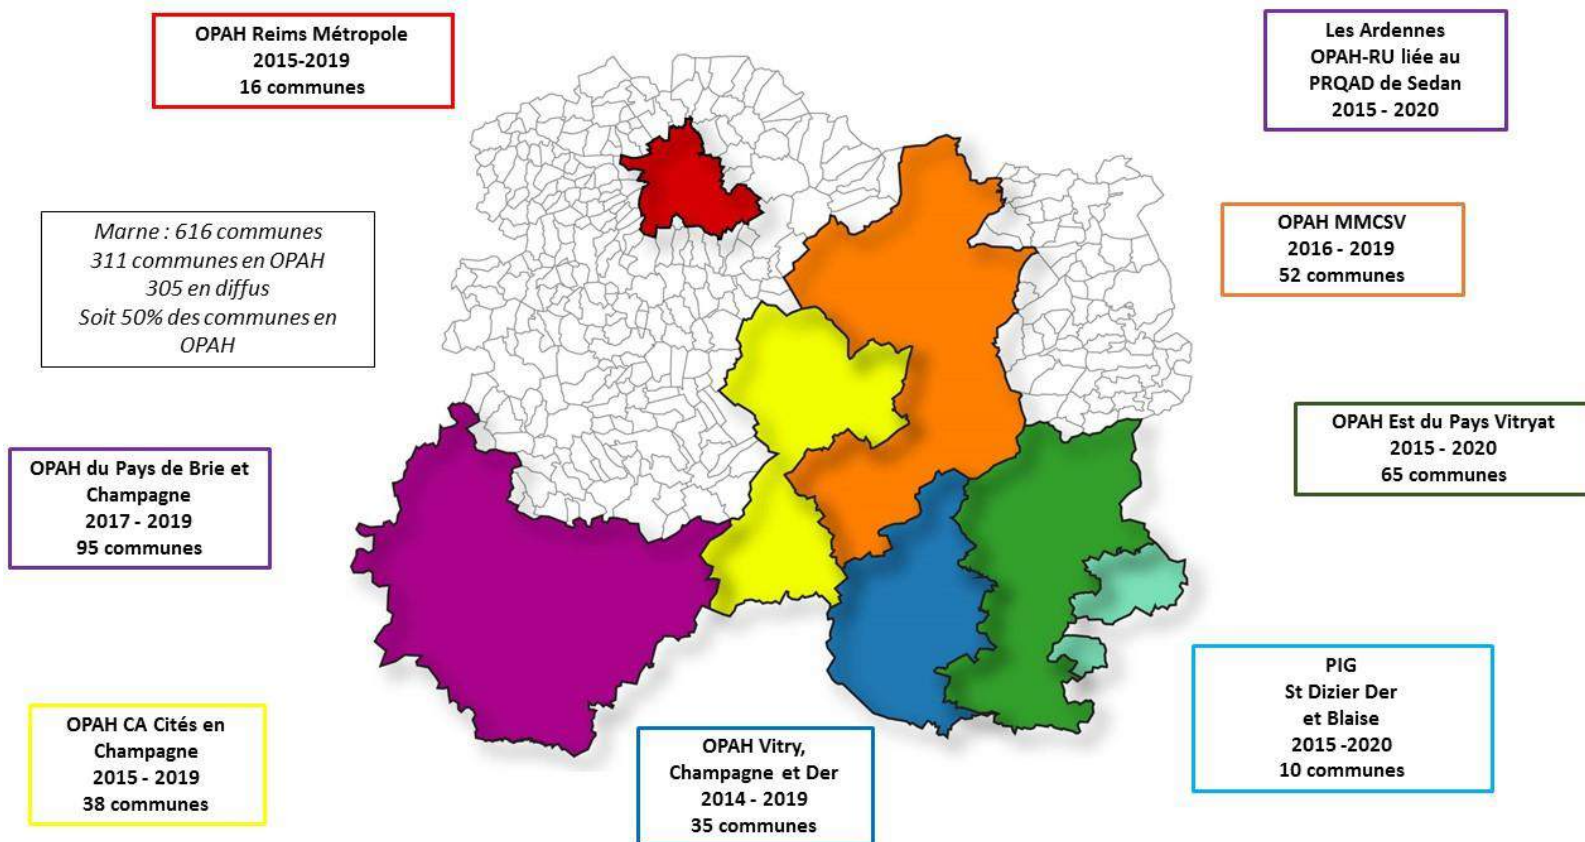 OPAH Reims Métropole
2015-2019
16 communes
Les Ardennes
OPAH-RU liée au
PRQAD de Sedan
2015 - 2020
Marne : 616 communes
311 communes en OPAH
305 en diffus
Soit 50% des communes en
OPAH
OPAH MMCSV
2016 - 2019
52 communes
OPAH Est du Pays Vitryat
2015 - 2020
65 communes
OPAH du Pays de Brie et
Champagne
2017 - 2019
95 communes
PIG
St Dizier Der
et Blaise
2015 -2020
10 communes
OPAH CA Cités en
Champagne
2015 - 2019
38 communes
OPAH Vitry,
Champagne et Der
2014 - 2019
35 communes